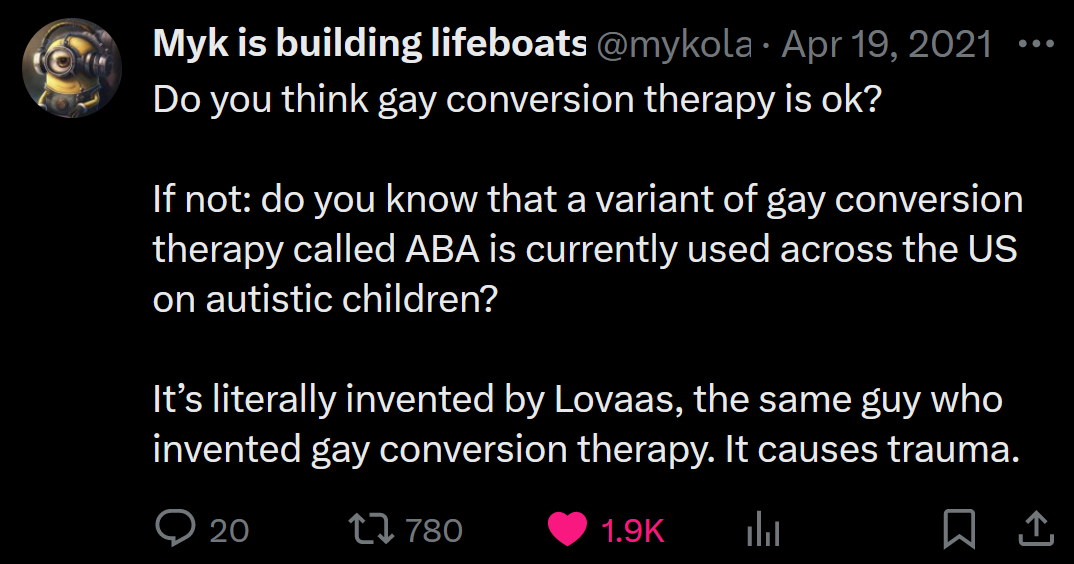 Myk is building lifeboats @mykola · Apr 19, 2021
Do you think gay conversion therapy is ok?
If not: do you know that a variant of gay conversion
therapy called ABA is currently used across the US
on autistic children?
It’s literally invented by Lovaas, the same guy who
invented gay conversion therapy. It causes trauma.
20 780 1.9K